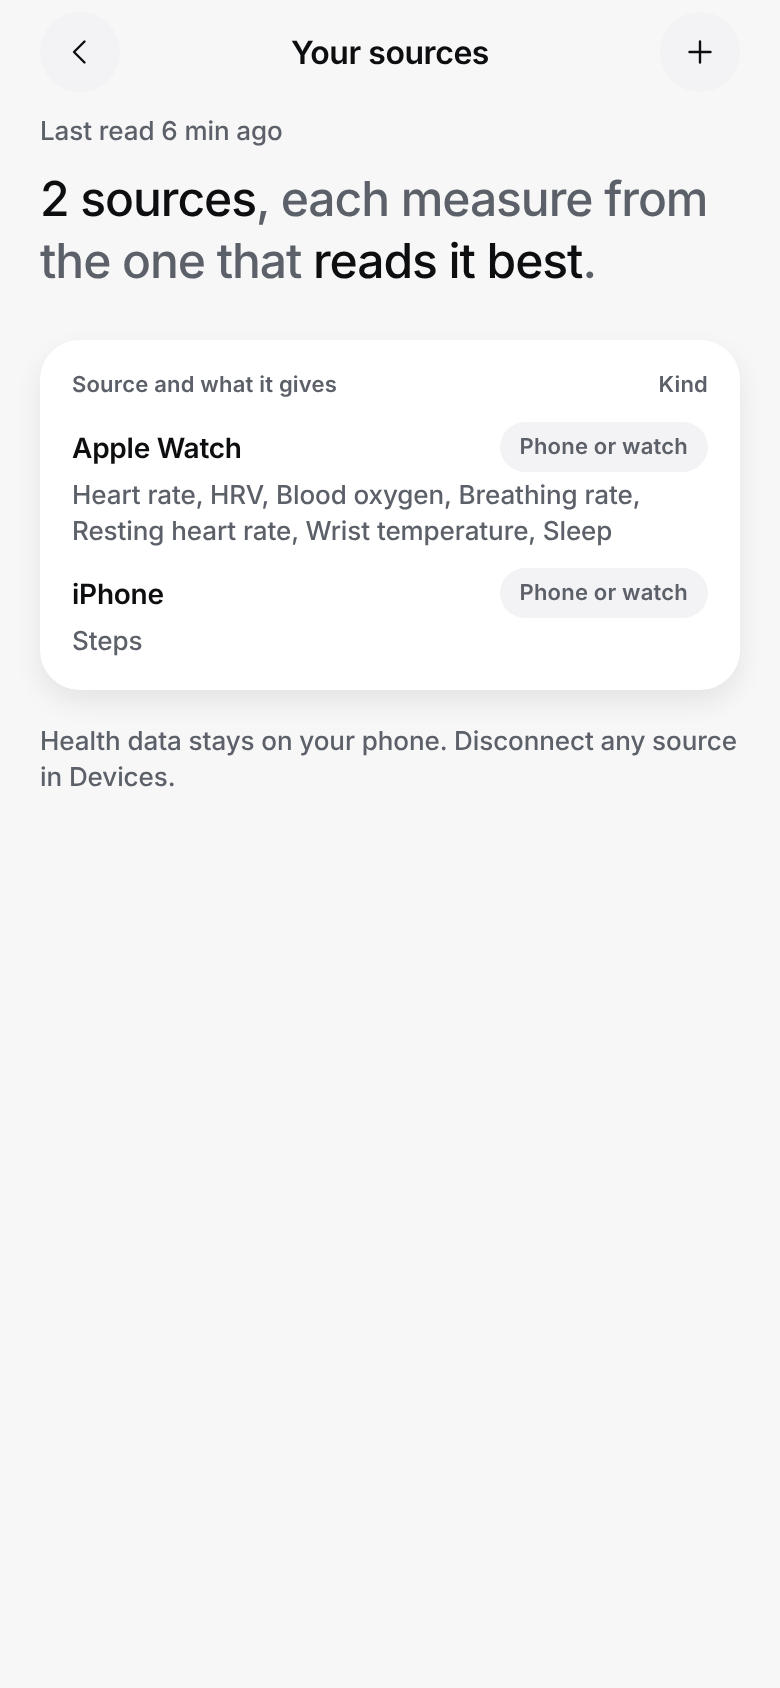 Your sources
Last read 6 min ago
2 sources, each measure from
the one that reads it best.
Source and what it gives Kind
Apple Watch Phone or watch
Heart rate, HRV, Blood oxygen, Breathing rate,
Resting heart rate, Wrist temperature, Sleep
iPhone Phone or watch
Steps
Health data stays on your phone. Disconnect any source
in Devices.